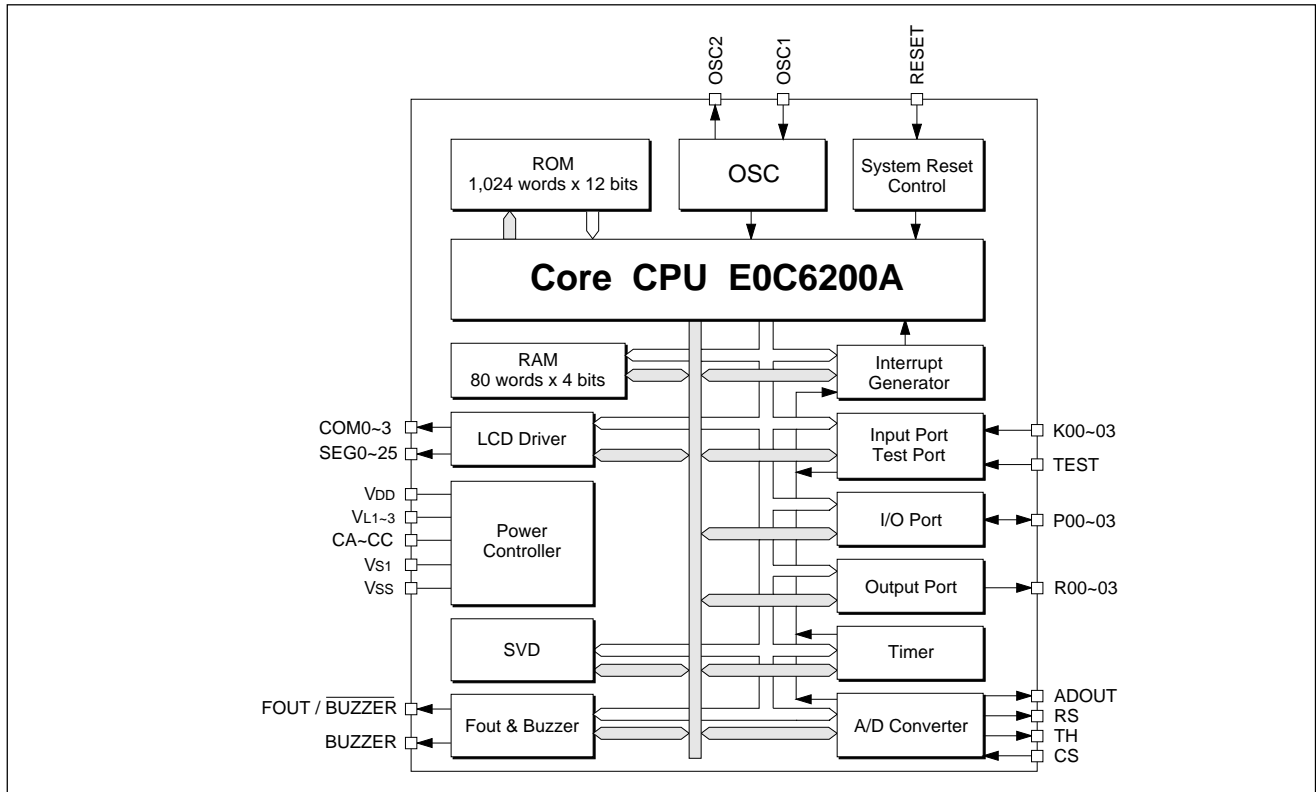 OSC2
OSC1
RESET
ROM
1,024 words x 12 bits
OSC
System Reset
Control
Core CPU E0C6200A
RAM
80 words x 4 bits
Interrupt
Generator
COM0~3
SEG0~25
LCD Driver
Input Port
Test Port
K00~03
TEST
VDD
VL1~3
CA~CC
VS1
VSS
Power
Controller
I/O Port
P00~03
Output Port
R00~03
SVD
Timer
FOUT / BUZZER
BUZZER
Fout & Buzzer
A/D Converter
ADOUT
RS
TH
CS